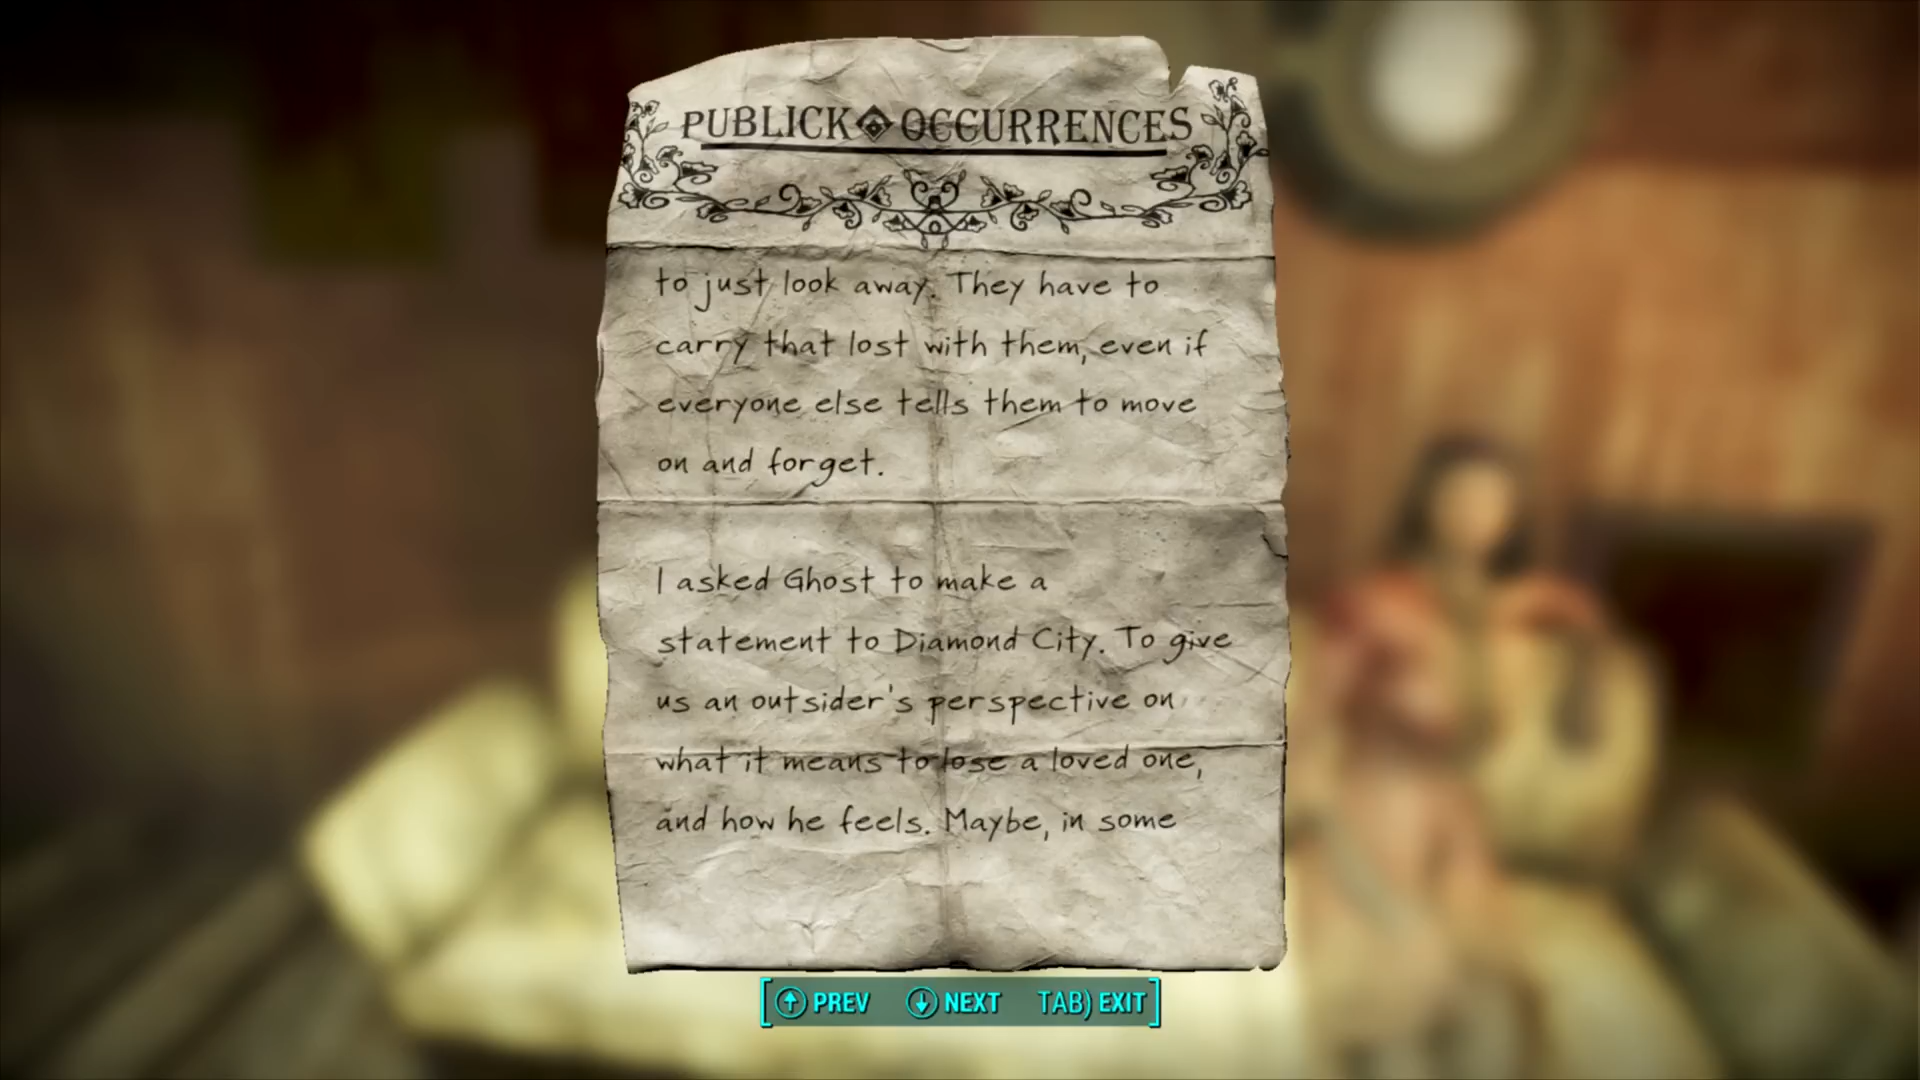 PUBLICK OCCURRENCES
to just look away. They have to
carry that lost with them, even if
everyone else tells them to move
on and forget.
I asked Ghost to make a
statement to Diamond City. To give
us an outsider's perspective on
what it means to lose a loved one,
and how he feels. Maybe, in some
PREV NEXT TAB) EXIT